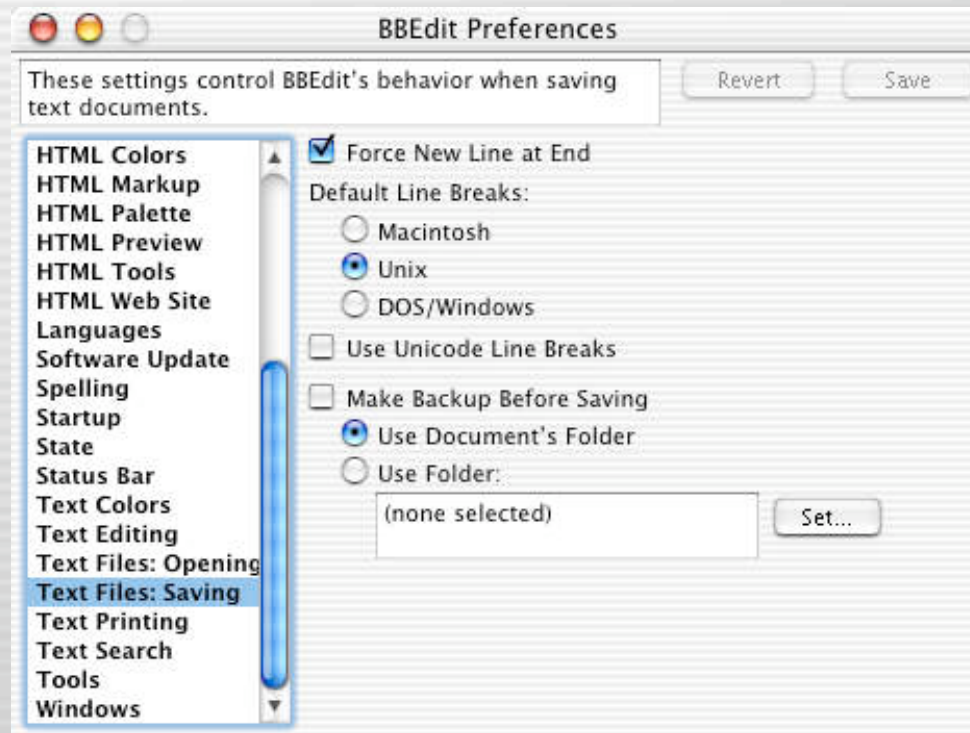 BBEdit Preferences
These settings control BBEdit's behavior when saving
text documents.
Revert
Save
HTML Colors
HTML Markup
HTML Palette
HTML Preview
HTML Tools
HTML Web Site
Languages
Software Update
Spelling
Startup
State
Status Bar
Text Colors
Text Editing
Text Files: Opening
Text Files: Saving
Text Printing
Text Search
Tools
Windows
Force New Line at End
Default Line Breaks:
Macintosh
Unix
DOS/Windows
Use Unicode Line Breaks
Make Backup Before Saving
Use Document's Folder
Use Folder:
(none selected)
Set...